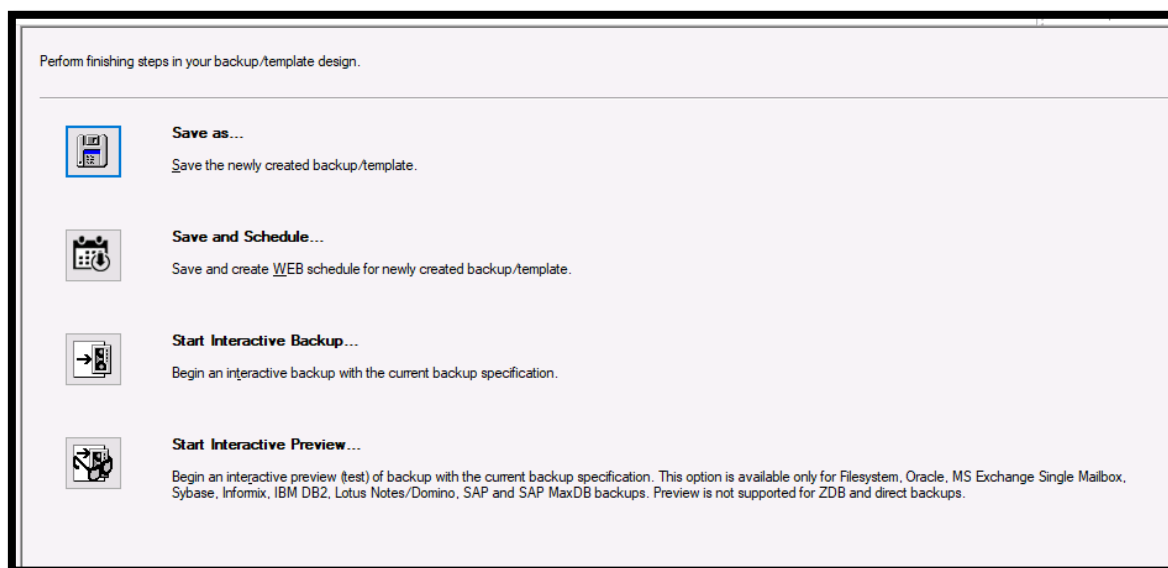 Perform finishing steps in your backup/template design.
Save as...
Save the newly created backup/template.
Save and Schedule...
Save and create WEB schedule for newly created backup/template.
Start Interactive Backup...
Begin an interactive backup with the current backup specification.
Start Interactive Preview...
Begin an interactive preview (test) of backup with the current backup specification. This option is available only for Filesystem, Oracle, MS Exchange Single Mailbox,
Sybase, Informix, IBM DB2, Lotus Notes/Domino, SAP and SAP MaxDB backups. Preview is not supported for ZDB and direct backups.